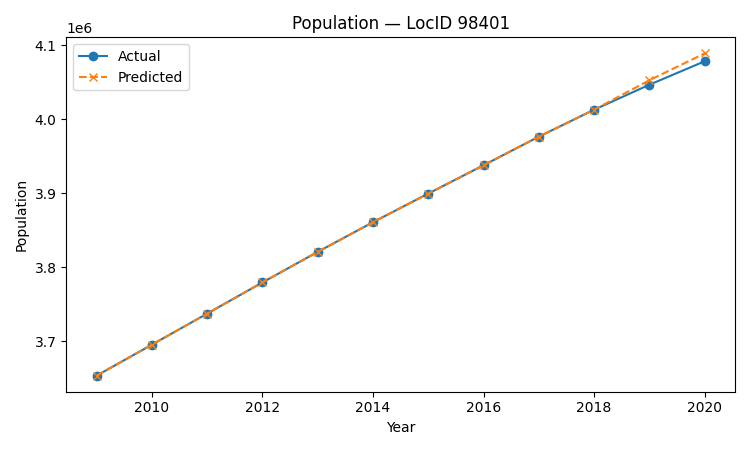 Population — LocID 98401
1e6
Actual
Predicted
4.1
4.0
3.9
3.8
3.7
Population
2010 2012 2014 2016 2018 2020
Year